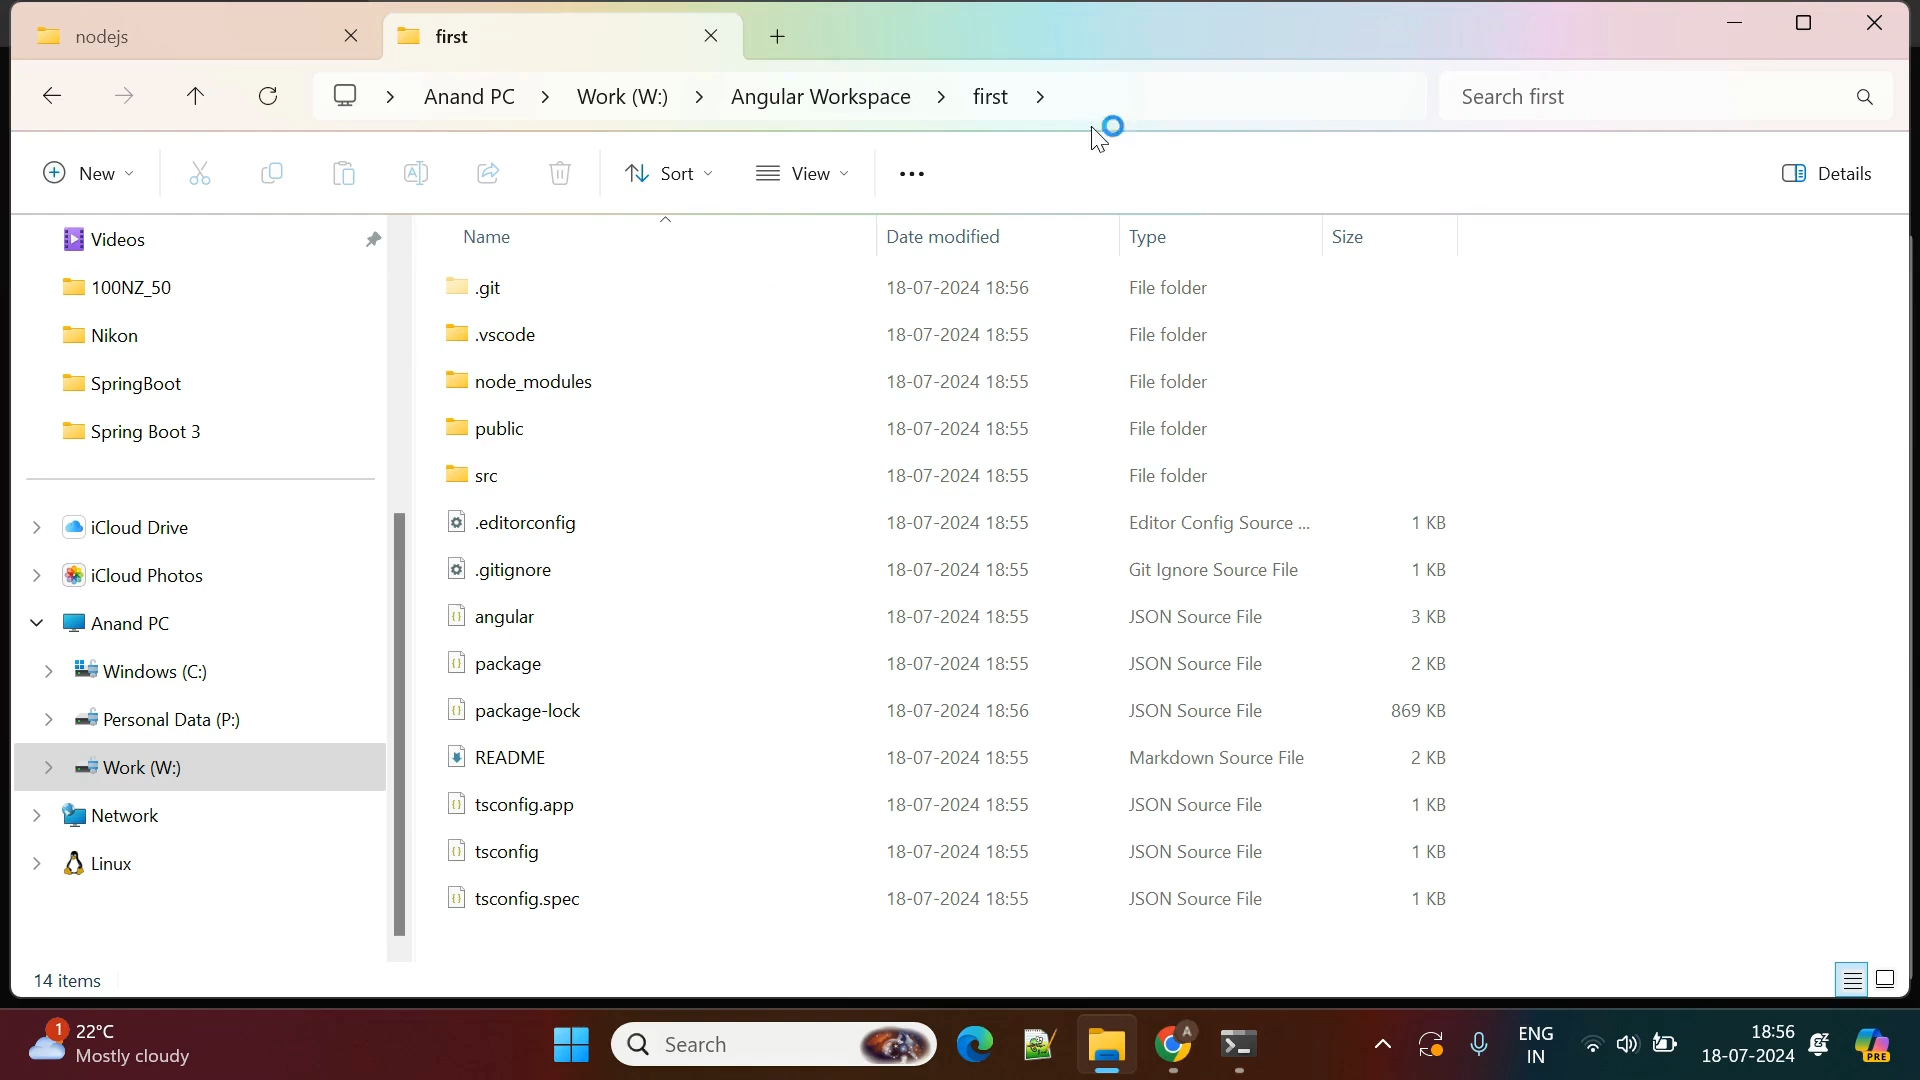 nodejs
first
Anand PC > Work (W:) > Angular Workspace > first >
Search first
New
Sort
View
Details
Name
Date modified
Type
Size
Videos
100NZ_50
Nikon
SpringBoot
Spring Boot 3
iCloud Drive
iCloud Photos
Anand PC
Windows (C:)
Personal Data (P:)
Work (W:)
Network
Linux
.git 18-07-2024 18:56 File folder
.vscode 18-07-2024 18:55 File folder
node_modules 18-07-2024 18:55 File folder
public 18-07-2024 18:55 File folder
src 18-07-2024 18:55 File folder
.editorconfig 18-07-2024 18:55 Editor Config Source ... 1 KB
.gitignore 18-07-2024 18:55 Git Ignore Source File 1 KB
angular 18-07-2024 18:55 JSON Source File 3 KB
package 18-07-2024 18:55 JSON Source File 2 KB
package-lock 18-07-2024 18:56 JSON Source File 869 KB
README 18-07-2024 18:55 Markdown Source File 2 KB
tsconfig.app 18-07-2024 18:55 JSON Source File 1 KB
tsconfig 18-07-2024 18:55 JSON Source File 1 KB
tsconfig.spec 18-07-2024 18:55 JSON Source File 1 KB
14 items
1
22°C
Mostly cloudy
Search
A
ENG
IN
18:56
18-07-2024
PRE